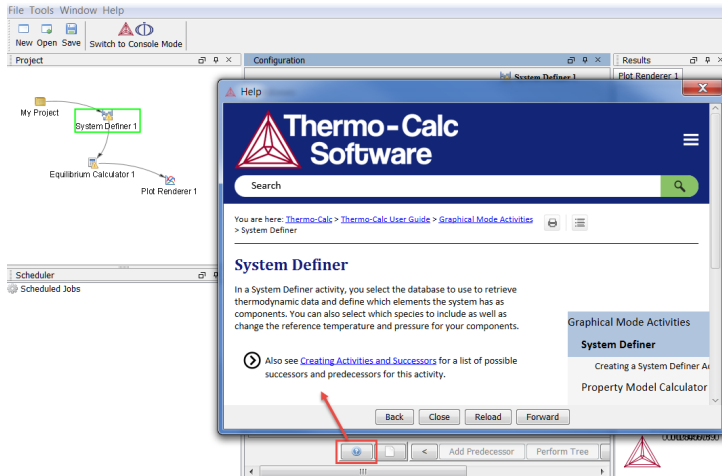 File Tools Window Help
New Open Save Switch to Console Mode
Project
Configuration
Results
System Definer 1
Plot Renderer 1
My Project
System Definer 1
Equilibrium Calculator 1
Plot Renderer 1
Scheduler
Scheduled Jobs
Help
Thermo-Calc
Software
Search
You are here: Thermo-Calc > Thermo-Calc User Guide > Graphical Mode Activities
> System Definer
System Definer
In a System Definer activity, you select the database to use to retrieve
thermodynamic data and define which elements the system has as
components. You can also select which species to include as well as
change the reference temperature and pressure for your components.
Also see Creating Activities and Successors for a list of possible
successors and predecessors for this activity.
Graphical Mode Activities
System Definer
Creating a System Definer Ac
Property Model Calculator
Back Close Reload Forward
< Add Predecessor Perform Tree